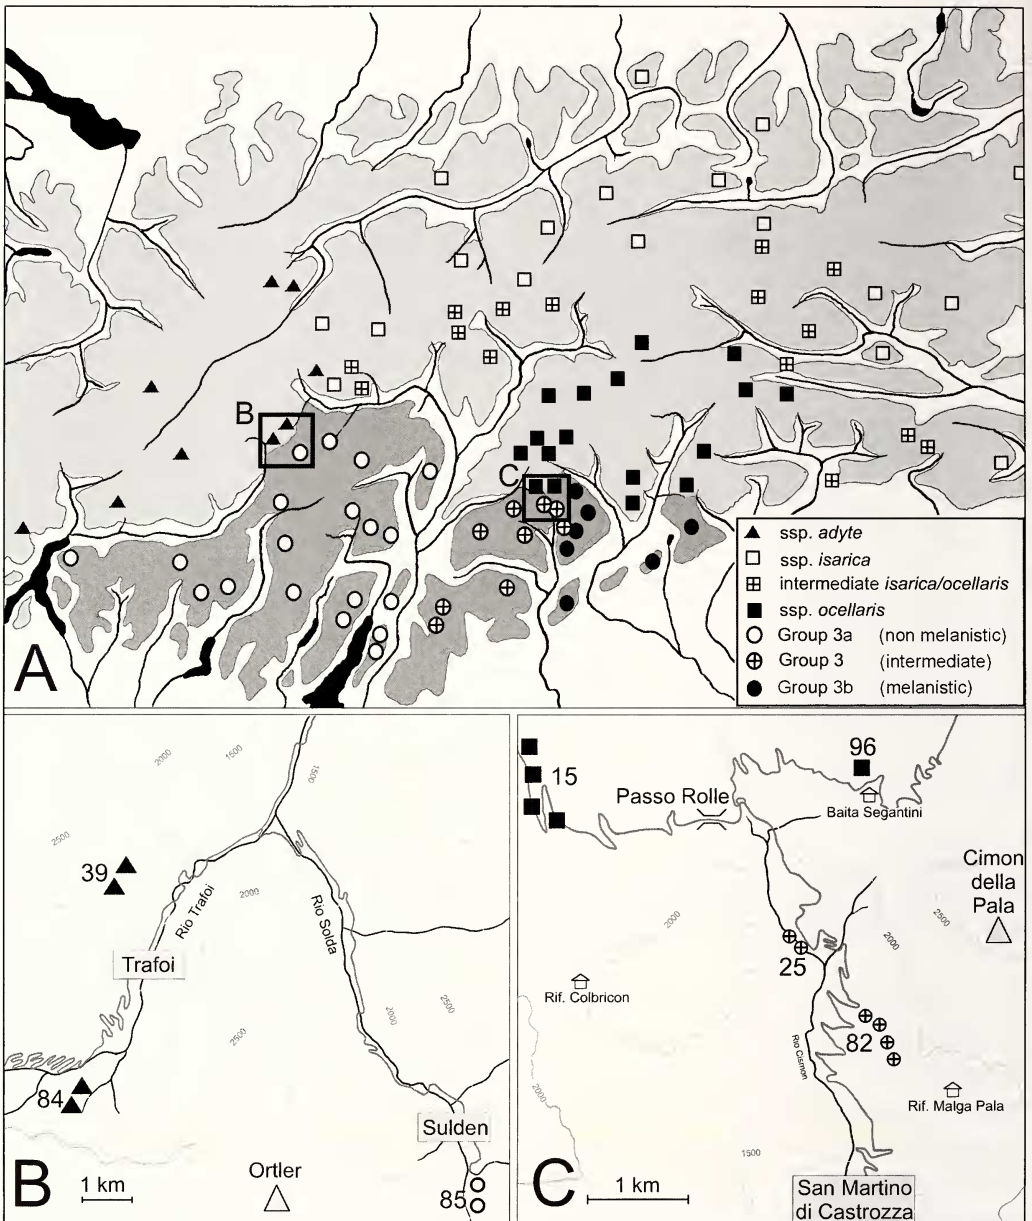 B
C
A
ssp. adyte
ssp. isarica
intermediate isarica/ocellaris
ssp. ocellaris
Group 3a (non melanistic)
Group 3 (intermediate)
Group 3b (melanistic)
2000
1500
1500
2500
39
2000
Rio Trafoi
Rio Solda
Trafoi
2500
2000
2500
84
Sulden
Ortler
B
1 km
85
96
15
Passo Rolle
Baita Segantini
Cimon
della
Pala
2000
2500
2000
25
Rif. Colbricon
82
Rio Cismon
2000
Rif. Malga Pala
1500
C
1 km
San Martino
di Castrozza